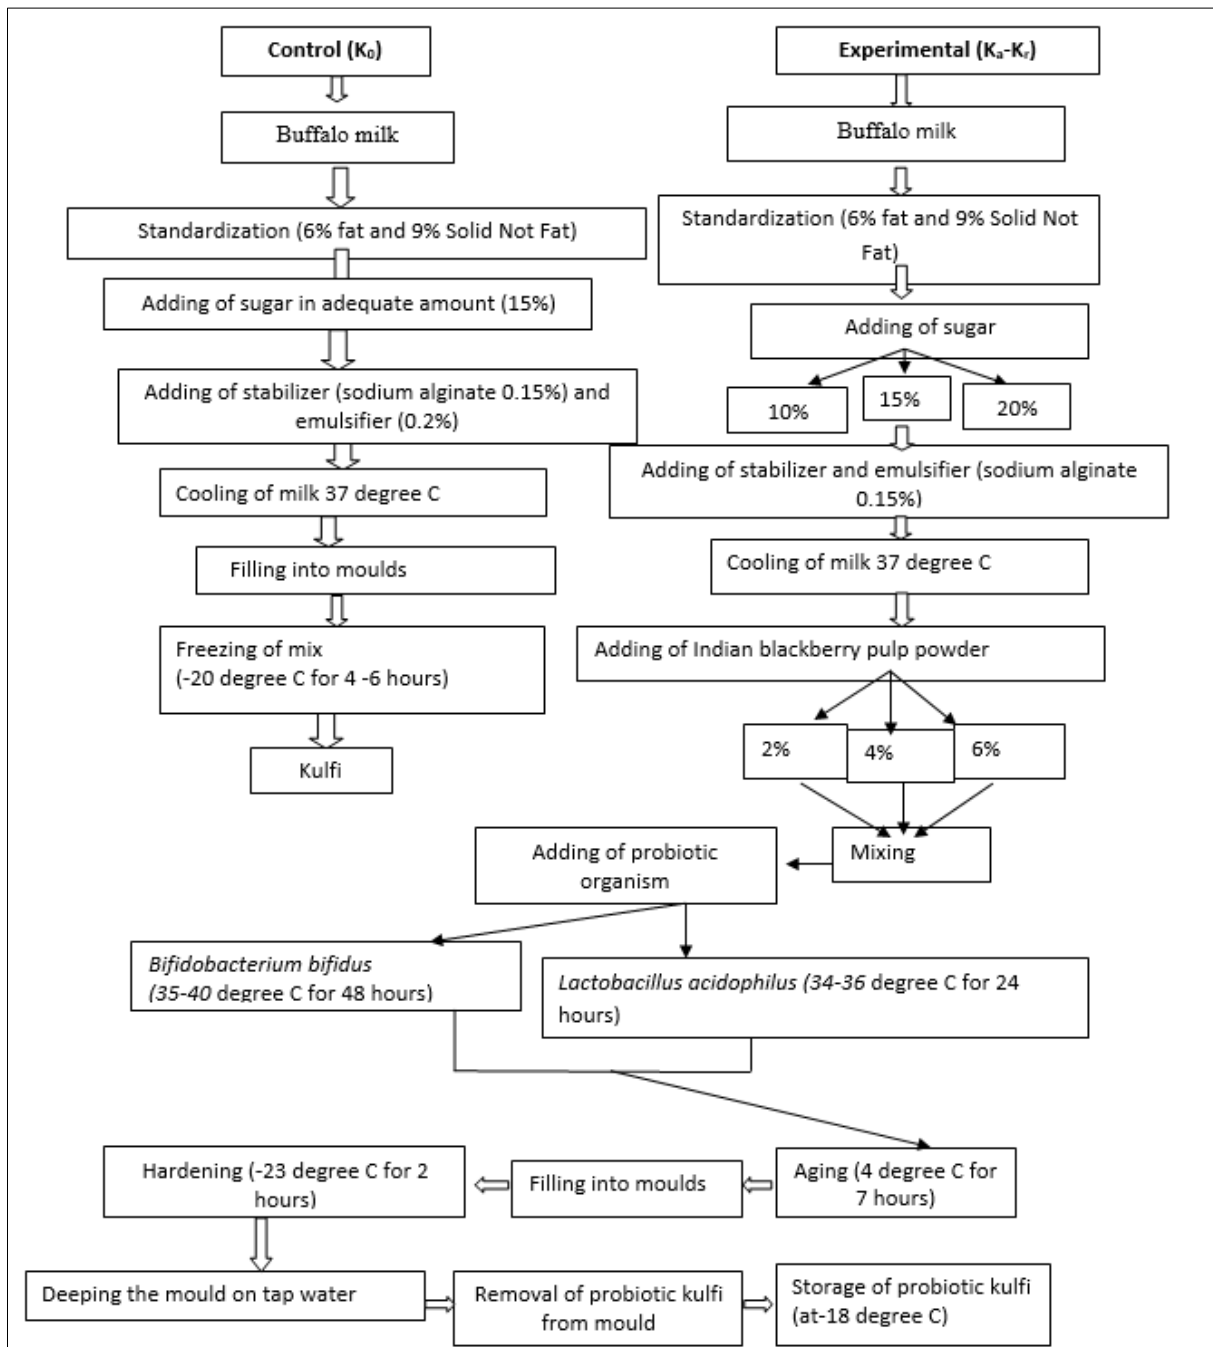 Control (K₀)
Buffalo milk
Standardization (6% fat and 9% Solid Not Fat)
Adding of sugar in adequate amount (15%)
Adding of stabilizer (sodium alginate 0.15%) and
emulsifier (0.2%)
Cooling of milk 37 degree C
Filling into moulds
Freezing of mix
(-20 degree C for 4 -6 hours)
Kulfi
Experimental (Kₐ-Kᵣ)
Buffalo milk
Standardization (6% fat and 9% Solid Not
Fat)
Adding of sugar
10%
15%
20%
Adding of stabilizer and emulsifier (sodium alginate
0.15%)
Cooling of milk 37 degree C
Adding of Indian blackberry pulp powder
2%
4%
6%
Mixing
Adding of probiotic
organism
Bifidobacterium bifidus
(35-40 degree C for 48 hours)
Lactobacillus acidophilus (34-36 degree C for 24
hours)
Aging (4 degree C for
7 hours)
Filling into moulds
Hardening (-23 degree C for 2
hours)
Deeping the mould on tap water
Removal of probiotic kulfi
from mould
Storage of probiotic kulfi
(at-18 degree C)